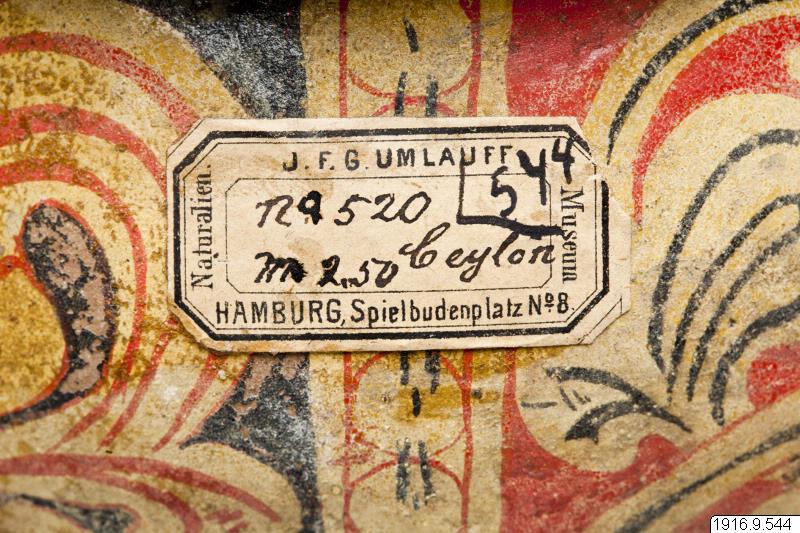 J. F. G. UMLAUFF
Naturalien.
Museum
No 520
544
M 2.50 Ceylon
HAMBURG, Spielbudenplatz Nº 8.
1916.9.544